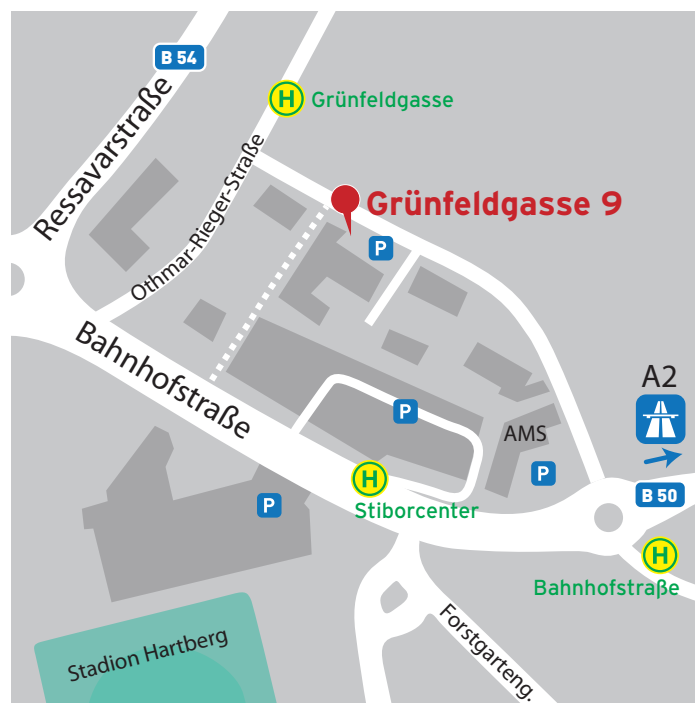 B 54
Ressavarstraße
H Grünfeldgasse
Othmar-Rieger-Straße
Grünfeldgasse 9
P
Bahnhofstraße
A2
P
AMS
P
H
B 50
P
Stiborcenter
H
Bahnhofstraße
Forstgarteng.
Stadion Hartberg